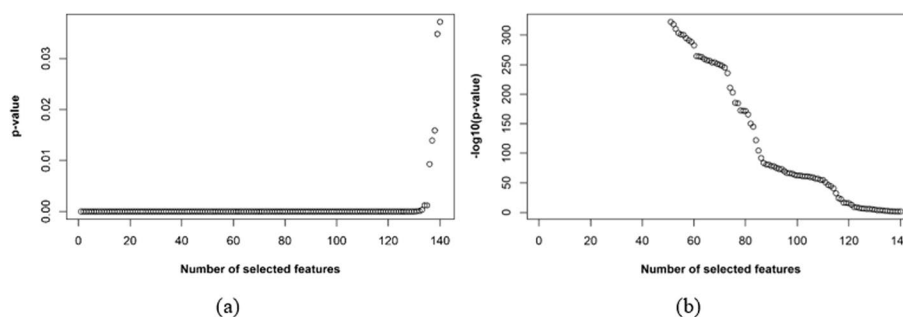 p-value
0.03
0.02
0.01
0.00
0 20 40 60 80 100 120 140
Number of selected features
(a)
-log10(p-value)
300
250
200
150
100
50
0
0 20 40 60 80 100 120 140
Number of selected features
(b)